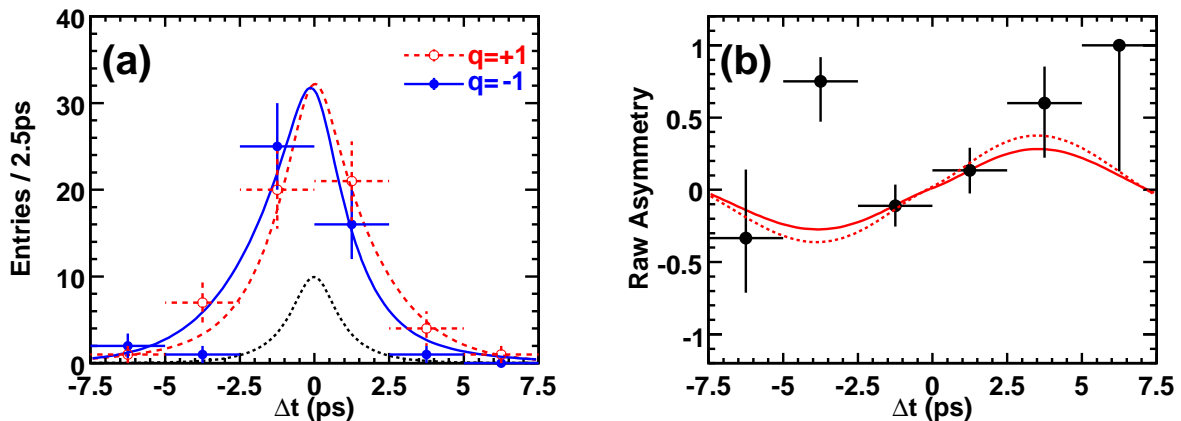 (a)
q=+1
q=-1
Entries / 2.5ps
40
30
20
10
0
-7.5 -5 -2.5 0 2.5 5 7.5
Δt (ps)
(b)
Raw Asymmetry
1
0.5
0
-0.5
-1
-7.5 -5 -2.5 0 2.5 5 7.5
Δt (ps)